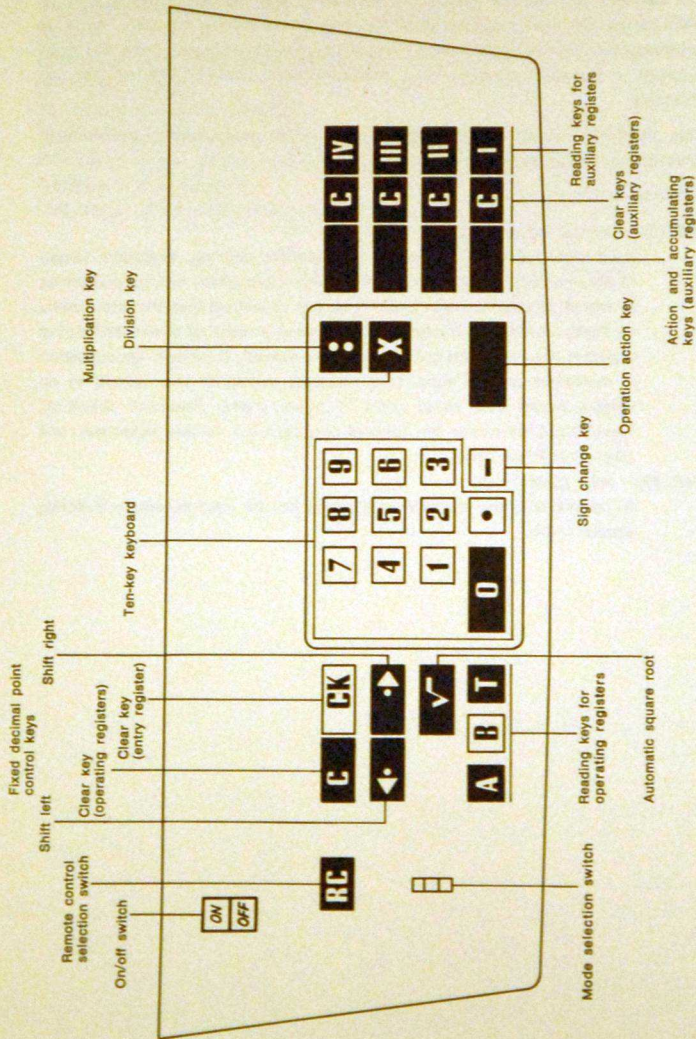 Fixed decimal point
control keys
Shift left
Shift right
Remote control
selection switch
On/off switch
Clear key
(operating registers)
Clear key
(entry register)
Ten-key keyboard
Multiplication key
Division key
ON
OFF
RC
C
CK
7
8
9
:
C
IV
4
5
6
X
C
III
√
1
2
3
C
II
A
B
T
0
•
–
C
I
Mode selection switch
Reading keys for
operating registers
Automatic square root
Sign change key
Operation action key
Reading keys for
auxiliary registers
Clear keys
(auxiliary registers)
Action and accumulating
keys (auxiliary registers)